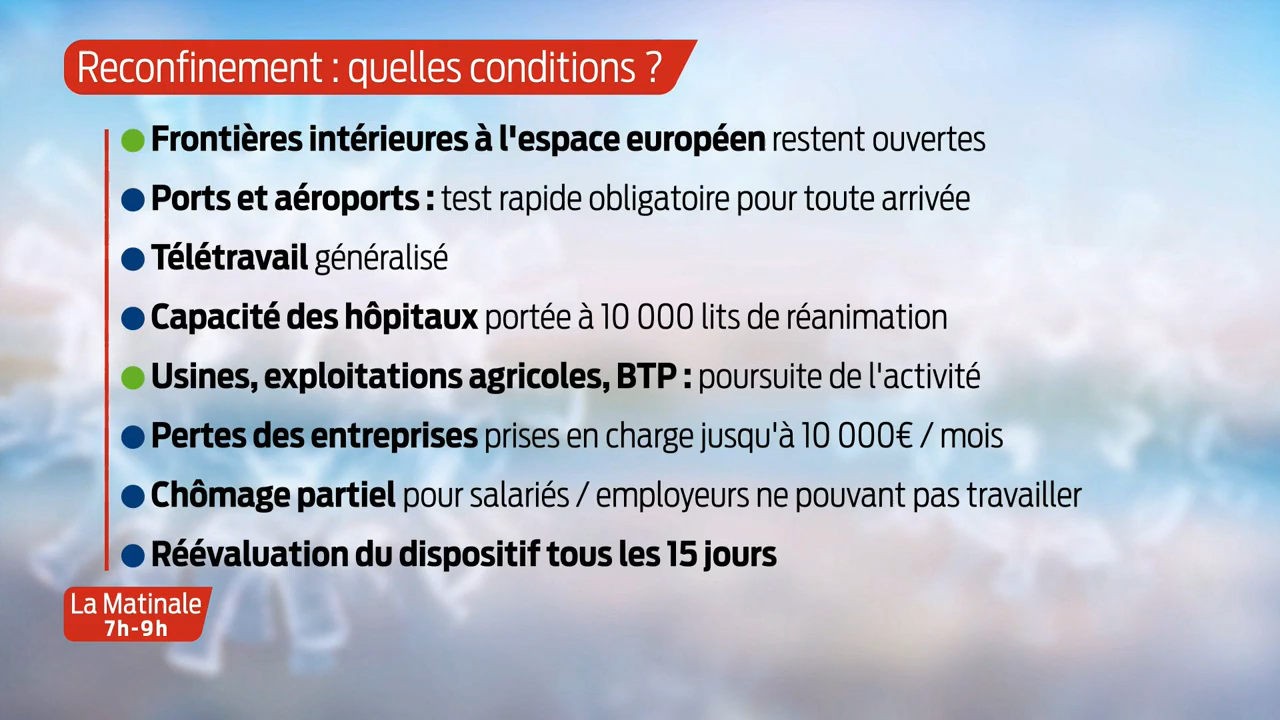 Reconfinement : quelles conditions ?
Frontières intérieures à l'espace européen restent ouvertes
Ports et aéroports : test rapide obligatoire pour toute arrivée
Télétravail généralisé
Capacité des hôpitaux portée à 10 000 lits de réanimation
Usines, exploitations agricoles, BTP : poursuite de l'activité
Pertes des entreprises prises en charge jusqu'à 10 000€ / mois
Chômage partiel pour salariés / employeurs ne pouvant pas travailler
Réévaluation du dispositif tous les 15 jours
La Matinale
7h-9h